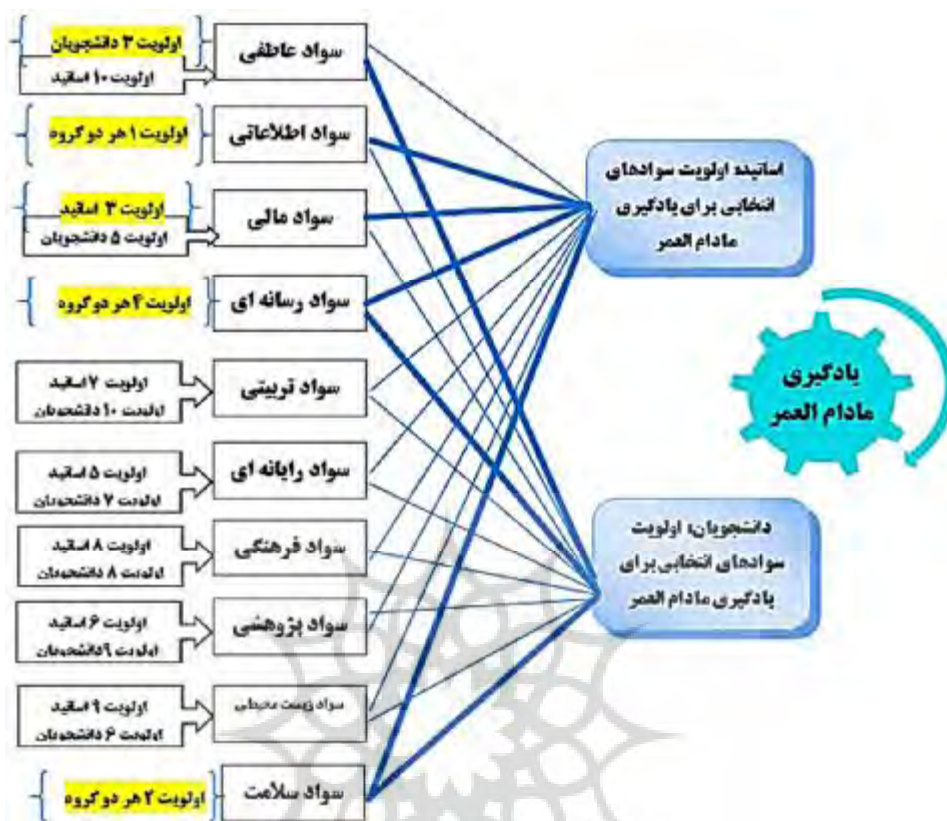 یادگیری
مادام العمر
اساتید: اولویت سوادهای
انتخابی برای یادگیری
مادام العمر
دانشجویان: اولویت
سوادهای انتخابی برای
یادگیری مادام العمر
سواد عاطفی
اولویت ۳ دانشجویان
اولویت ۱۰ اساتید
سواد اطلاعاتی
اولویت ۱ هر دو گروه
سواد مالی
اولویت ۳ اساتید
اولویت ۵ دانشجویان
سواد رسانه ای
اولویت ۴ هر دو گروه
سواد تربیتی
اولویت ۷ اساتید
اولویت ۱۰ دانشجویان
سواد رایانه ای
اولویت ۵ اساتید
اولویت ۷ دانشجویان
سواد فرهنگی
اولویت ۸ اساتید
اولویت ۸ دانشجویان
سواد پژوهشی
اولویت ۶ اساتید
اولویت ۹ دانشجویان
سواد زیست محیطی
اولویت ۹ اساتید
اولویت ۶ دانشجویان
سواد سلامت
اولویت ۲ هر دو گروه